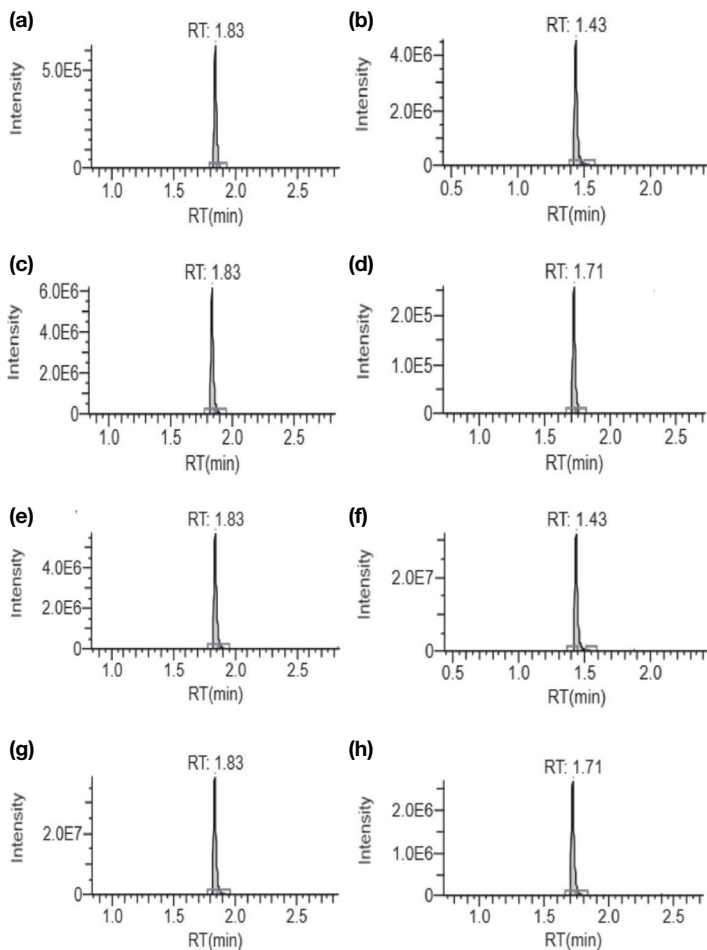 (a)
RT: 1.83
Intensity
5.0E5
0
1.0 1.5 2.0 2.5
RT(min)
(b)
RT: 1.43
Intensity
4.0E6
2.0E6
0
0.5 1.0 1.5 2.0
RT(min)
(c)
RT: 1.83
Intensity
6.0E6
4.0E6
2.0E6
0
1.0 1.5 2.0 2.5
RT(min)
(d)
RT: 1.71
Intensity
2.0E5
1.0E5
0
1.0 1.5 2.0 2.5
RT(min)
(e)
RT: 1.83
Intensity
4.0E6
2.0E6
0
1.0 1.5 2.0 2.5
RT(min)
(f)
RT: 1.43
Intensity
2.0E7
0
0.5 1.0 1.5 2.0
RT(min)
(g)
RT: 1.83
Intensity
2.0E7
0
1.0 1.5 2.0 2.5
RT(min)
(h)
RT: 1.71
Intensity
2.0E6
1.0E6
0
1.0 1.5 2.0 2.5
RT(min)